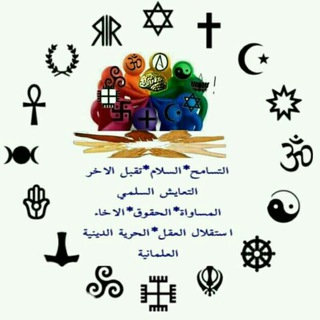 التسامح*السلام*تقبل الاخر
التعايش السلمي
المساواة*الحقوق*الاخاء
استقلال العقل*الحرية الدينية
العلمانية